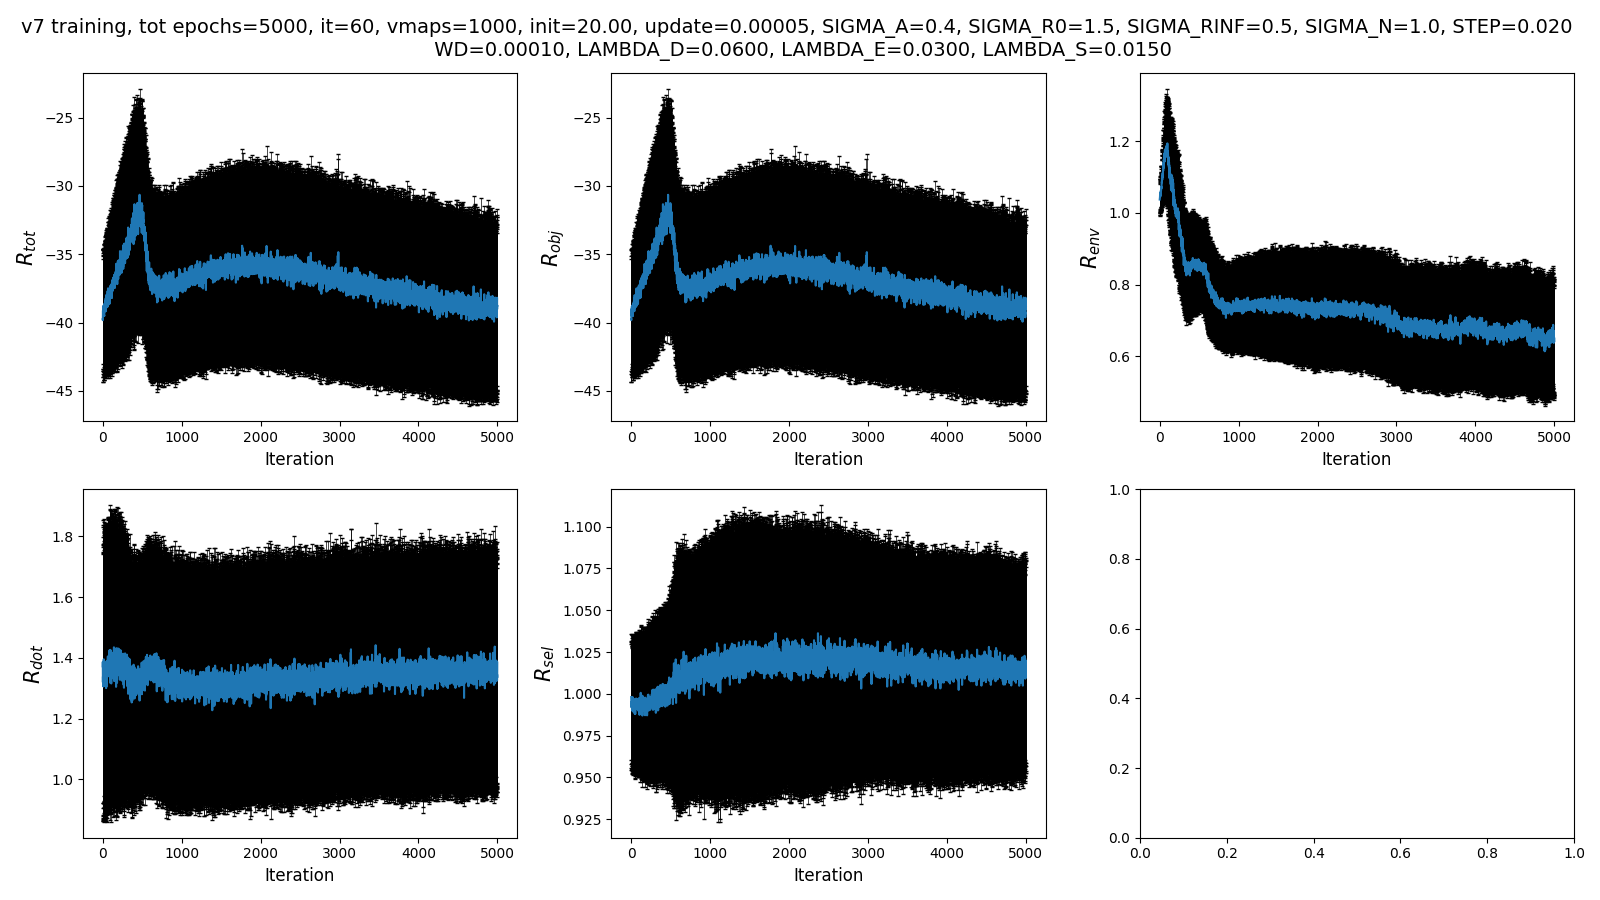 v7 training, tot epochs=5000, it=60, vmaps=1000, init=20.00, update=0.00005, SIGMA_A=0.4, SIGMA_R0=1.5, SIGMA_RINF=0.5, SIGMA_N=1.0, STEP=0.020
WD=0.00010, LAMBDA_D=0.0600, LAMBDA_E=0.0300, LAMBDA_S=0.0150
R_tot
−25
−30
−35
−40
−45
0 1000 2000 3000 4000 5000
Iteration
R_obj
−25
−30
−35
−40
−45
0 1000 2000 3000 4000 5000
Iteration
R_env
1.2
1.0
0.8
0.6
0 1000 2000 3000 4000 5000
Iteration
R_dot
1.8
1.6
1.4
1.2
1.0
0 1000 2000 3000 4000 5000
Iteration
R_sel
1.100
1.075
1.050
1.025
1.000
0.975
0.950
0.925
0 1000 2000 3000 4000 5000
Iteration
1.0
0.8
0.6
0.4
0.2
0.0
0.0 0.2 0.4 0.6 0.8 1.0